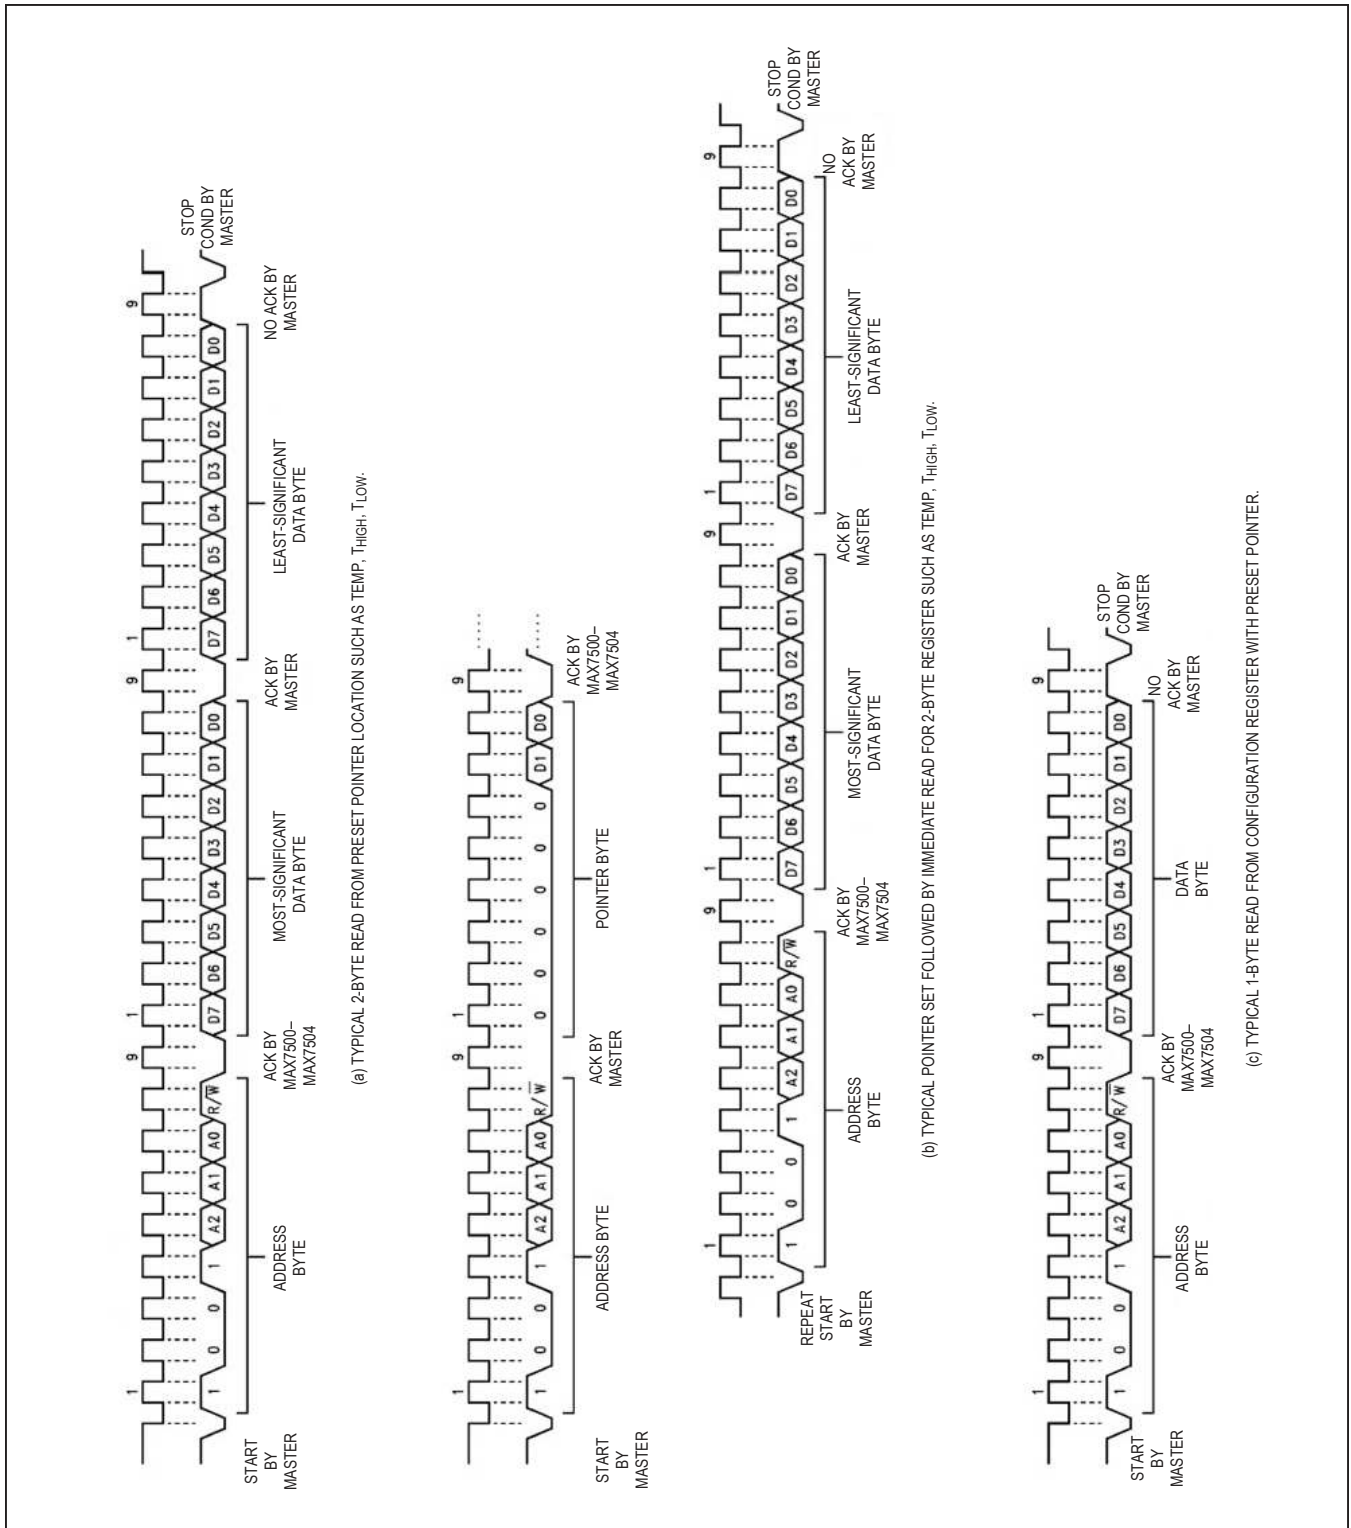 1 9 1 9 1 9
1 0 0 1 A2 A1 A0 R/W̅ D7 D6 D5 D4 D3 D2 D1 D0 D7 D6 D5 D4 D3 D2 D1 D0
START
BY
MASTER
ADDRESS
BYTE
ACK BY
MAX7500–
MAX7504
MOST-SIGNIFICANT
DATA BYTE
ACK BY
MASTER
LEAST-SIGNIFICANT
DATA BYTE
NO ACK BY
MASTER
STOP
COND BY
MASTER
(a) TYPICAL 2-BYTE READ FROM PRESET POINTER LOCATION SUCH AS TEMP, THIGH, TLOW.
1 9 1 9
1 0 0 1 A2 A1 A0 R/W̅ 0 0 0 0 0 0 D1 D0
START
BY
MASTER
ADDRESS BYTE
ACK BY
MASTER
POINTER BYTE
ACK BY
MAX7500–
MAX7504
1 9 1 9 1 9
1 0 0 1 A2 A1 A0 R/W̅ D7 D6 D5 D4 D3 D2 D1 D0 D7 D6 D5 D4 D3 D2 D1 D0
REPEAT
START
BY
MASTER
ADDRESS
BYTE
ACK BY
MAX7500–
MAX7504
MOST-SIGNIFICANT
DATA BYTE
ACK BY
MASTER
LEAST-SIGNIFICANT
DATA BYTE
NO
ACK BY
MASTER
STOP
COND BY
MASTER
(b) TYPICAL POINTER SET FOLLOWED BY IMMEDIATE READ FOR 2-BYTE REGISTER SUCH AS TEMP, THIGH, TLOW.
1 9 1 9
1 0 0 1 A2 A1 A0 R/W̅ D7 D6 D5 D4 D3 D2 D1 D0
START
BY
MASTER
ADDRESS
BYTE
ACK BY
MAX7500–
MAX7504
DATA
BYTE
NO
ACK BY
MASTER
STOP
COND BY
MASTER
(c) TYPICAL 1-BYTE READ FROM CONFIGURATION REGISTER WITH PRESET POINTER.